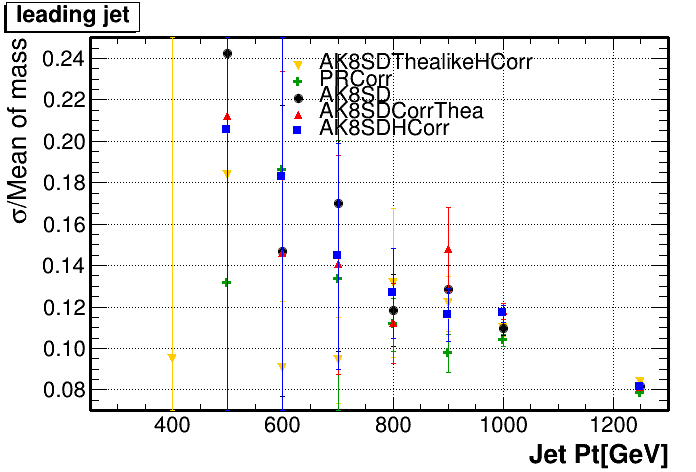 leading jet
AK8SDThealikeHCorr
PRCorr
AK8SD
AK8SDCorrThea
AK8SDHCorr
σ/Mean of mass
0.24
0.22
0.20
0.18
0.16
0.14
0.12
0.10
0.08
400 600 800 1000 1200
Jet Pt[GeV]